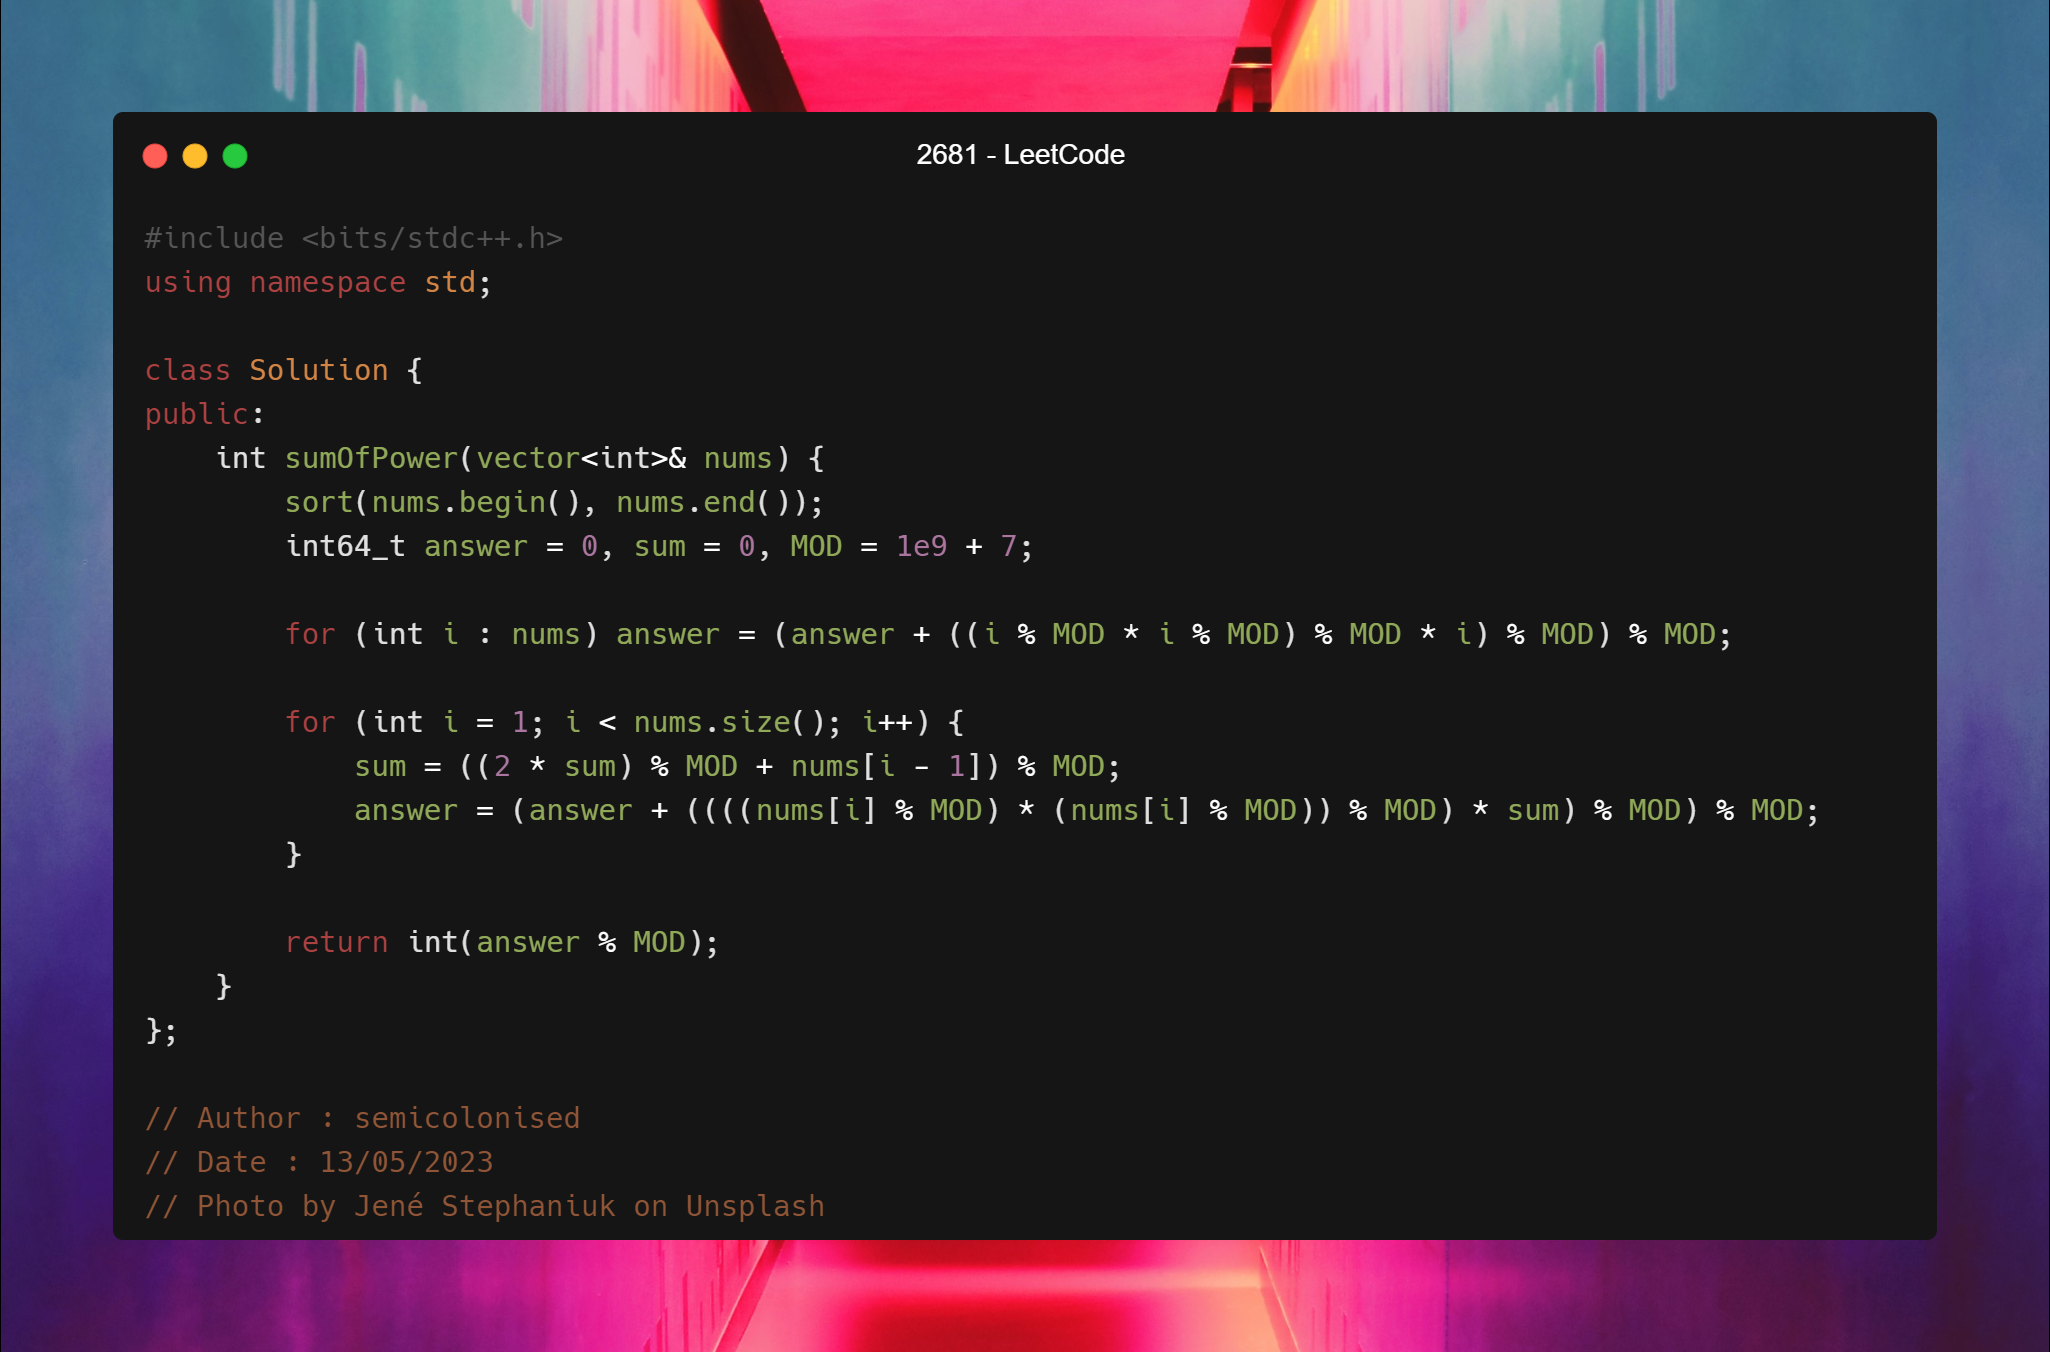 2681 - LeetCode
#include <bits/stdc++.h>
using namespace std;
class Solution {
public:
    int sumOfPower(vector<int>& nums) {
        sort(nums.begin(), nums.end());
        int64_t answer = 0, sum = 0, MOD = 1e9 + 7;
        for (int i : nums) answer = (answer + ((i % MOD * i % MOD) % MOD * i) % MOD) % MOD;
        for (int i = 1; i < nums.size(); i++) {
            sum = ((2 * sum) % MOD + nums[i - 1]) % MOD;
            answer = (answer + ((((nums[i] % MOD) * (nums[i] % MOD)) % MOD) * sum) % MOD) % MOD;
        }
        return int(answer % MOD);
    }
};
// Author : semicolonised
// Date : 13/05/2023
// Photo by Jené Stephaniuk on Unsplash